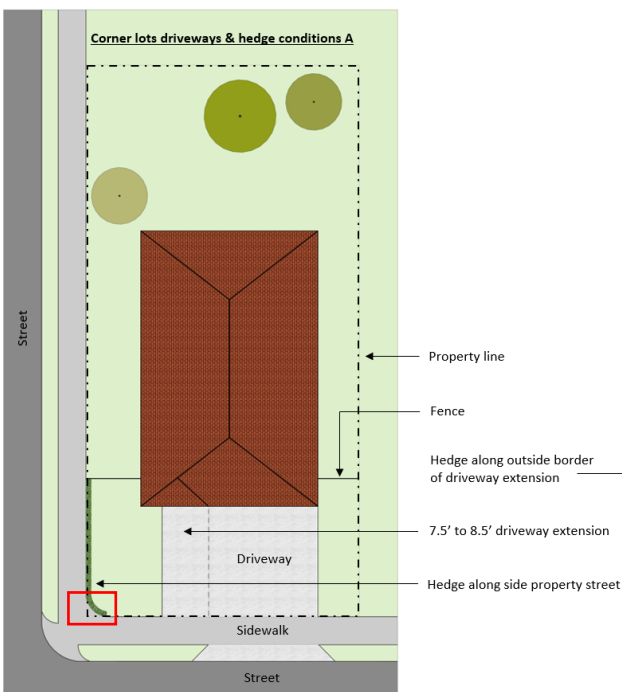 Corner lots driveways & hedge conditions A
Street
Property line
Fence
Hedge along outside border
of driveway extension
7.5’ to 8.5’ driveway extension
Driveway
Hedge along side property street
Sidewalk
Street